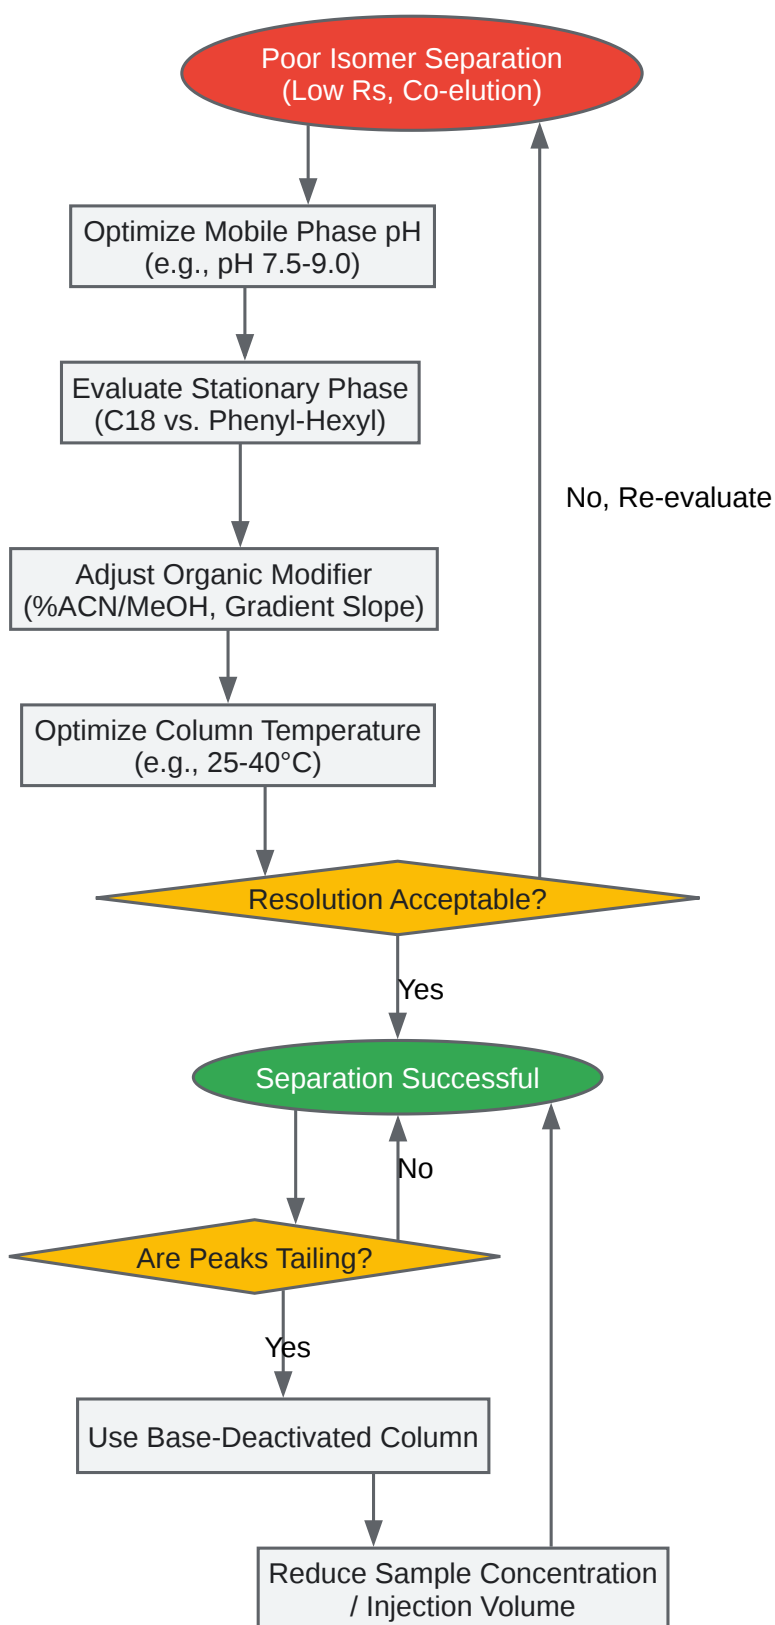 Poor Isomer Separation
(Low Rs, Co-elution)
Optimize Mobile Phase pH
(e.g., pH 7.5-9.0)
Evaluate Stationary Phase
(C18 vs. Phenyl-Hexyl)
No, Re-evaluate
Adjust Organic Modifier
(%ACN/MeOH, Gradient Slope)
Optimize Column Temperature
(e.g., 25-40°C)
Resolution Acceptable?
Yes
Separation Successful
No
Are Peaks Tailing?
Yes
Use Base-Deactivated Column
Reduce Sample Concentration
/ Injection Volume